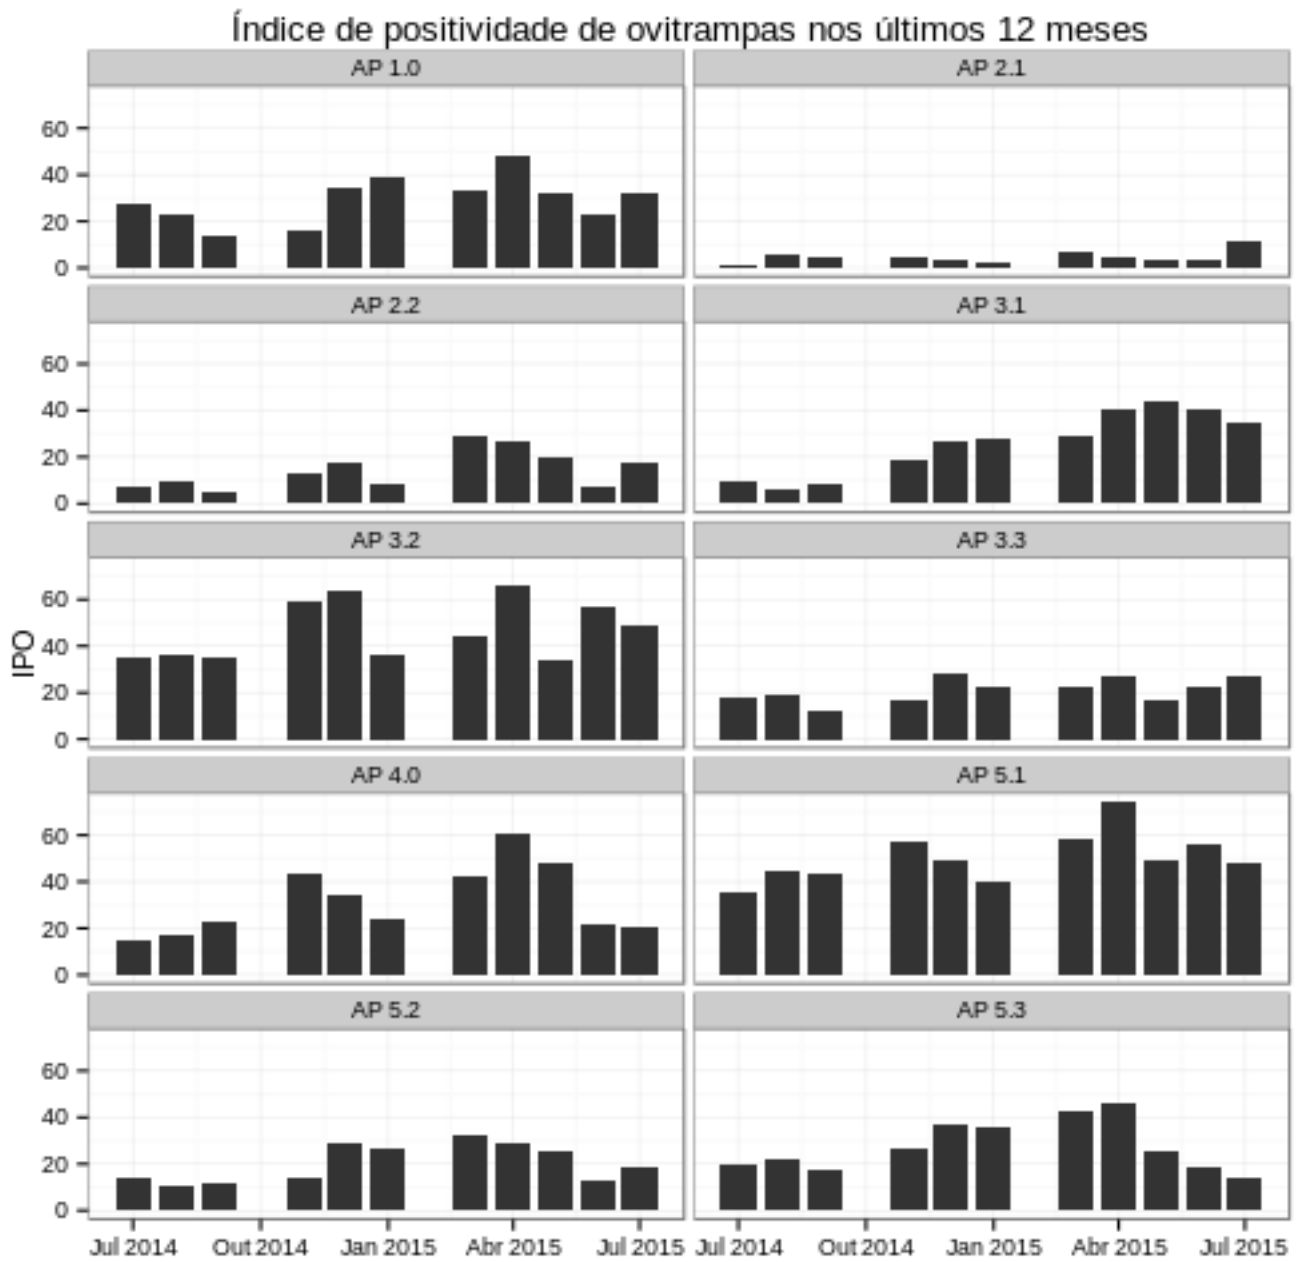 Índice de positividade de ovitrampas nos últimos 12 meses
AP 1.0 AP 2.1
60
40
20
0
AP 2.2 AP 3.1
60
40
20
0
AP 3.2 AP 3.3
60
40
20
0
IPO
AP 4.0 AP 5.1
60
40
20
0
AP 5.2 AP 5.3
60
40
20
0
Jul 2014 Out 2014 Jan 2015 Abr 2015 Jul 2015 Jul 2014 Out 2014 Jan 2015 Abr 2015 Jul 2015